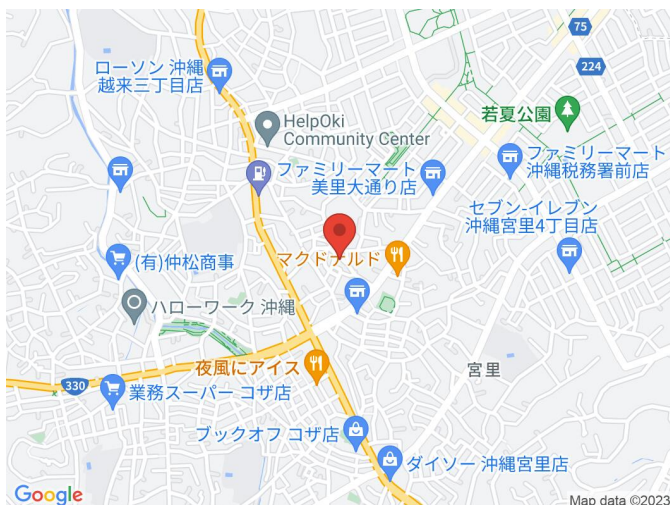 75
224
ローソン 沖縄
越来三丁目店
HelpOki
Community Center
若夏公園
ファミリーマート
美里大通り店
ファミリーマート
沖縄税務署前店
セブン-イレブン
沖縄宮里4丁目店
(有)仲松商事
マクドナルド
ハローワーク 沖縄
夜風にアイス
宮里
330
業務スーパー コザ店
ブックオフ コザ店
ダイソー 沖縄宮里店
Google
Map data ©2023